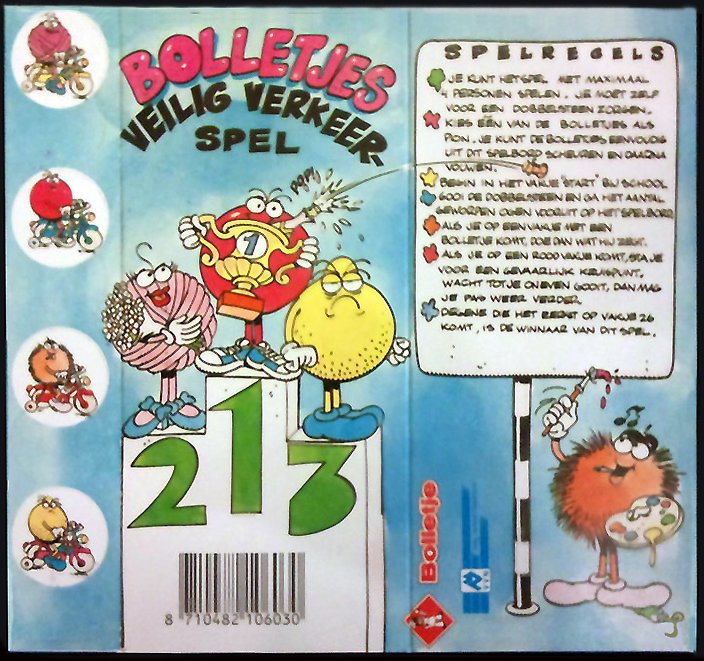 BOLLETJES
VEILIG VERKEER-
SPEL
POP!
1
2 1 3
8 710482 106030
SPELREGELS
JE KUNT HET SPEL MET MAXIMAAL
4 PERSONEN SPELEN. JE MOET ZELF
VOOR EEN DOBBELSTEEN ZORGEN.
KIES EÉN VAN DE BOLLETJES ALS
PION. JE KUNT DE BOLLETJES EENVOUDIG
UIT DIT SPELBORD SCHEUREN EN DAARNA
VOUWEN.
BEGIN IN HET VAKJE 'START' BIJ SCHOOL
GOOI DE DOBBELSTEEN EN GA HET AANTAL
GEWORPEN OGEN VOORUIT OP HET SPELBORD
ALS JE OP EEN VAKJE MET EEN
BOLLETJE KOMT, DOE DAN WAT HIJ ZEGT.
ALS JE OP EEN ROOD VAKJE KOMT, STA JE
VOOR EEN GEVAARLIJK KRUISPUNT.
WACHT TOT JE ONEVEN GOOIT, DAN MAG
JE PAS WEER VERDER.
DEGENE DIE HET EERST OP VAKJE 26
KOMT, IS DE WINNAAR VAN DIT SPEL.
Bolletje
VVN